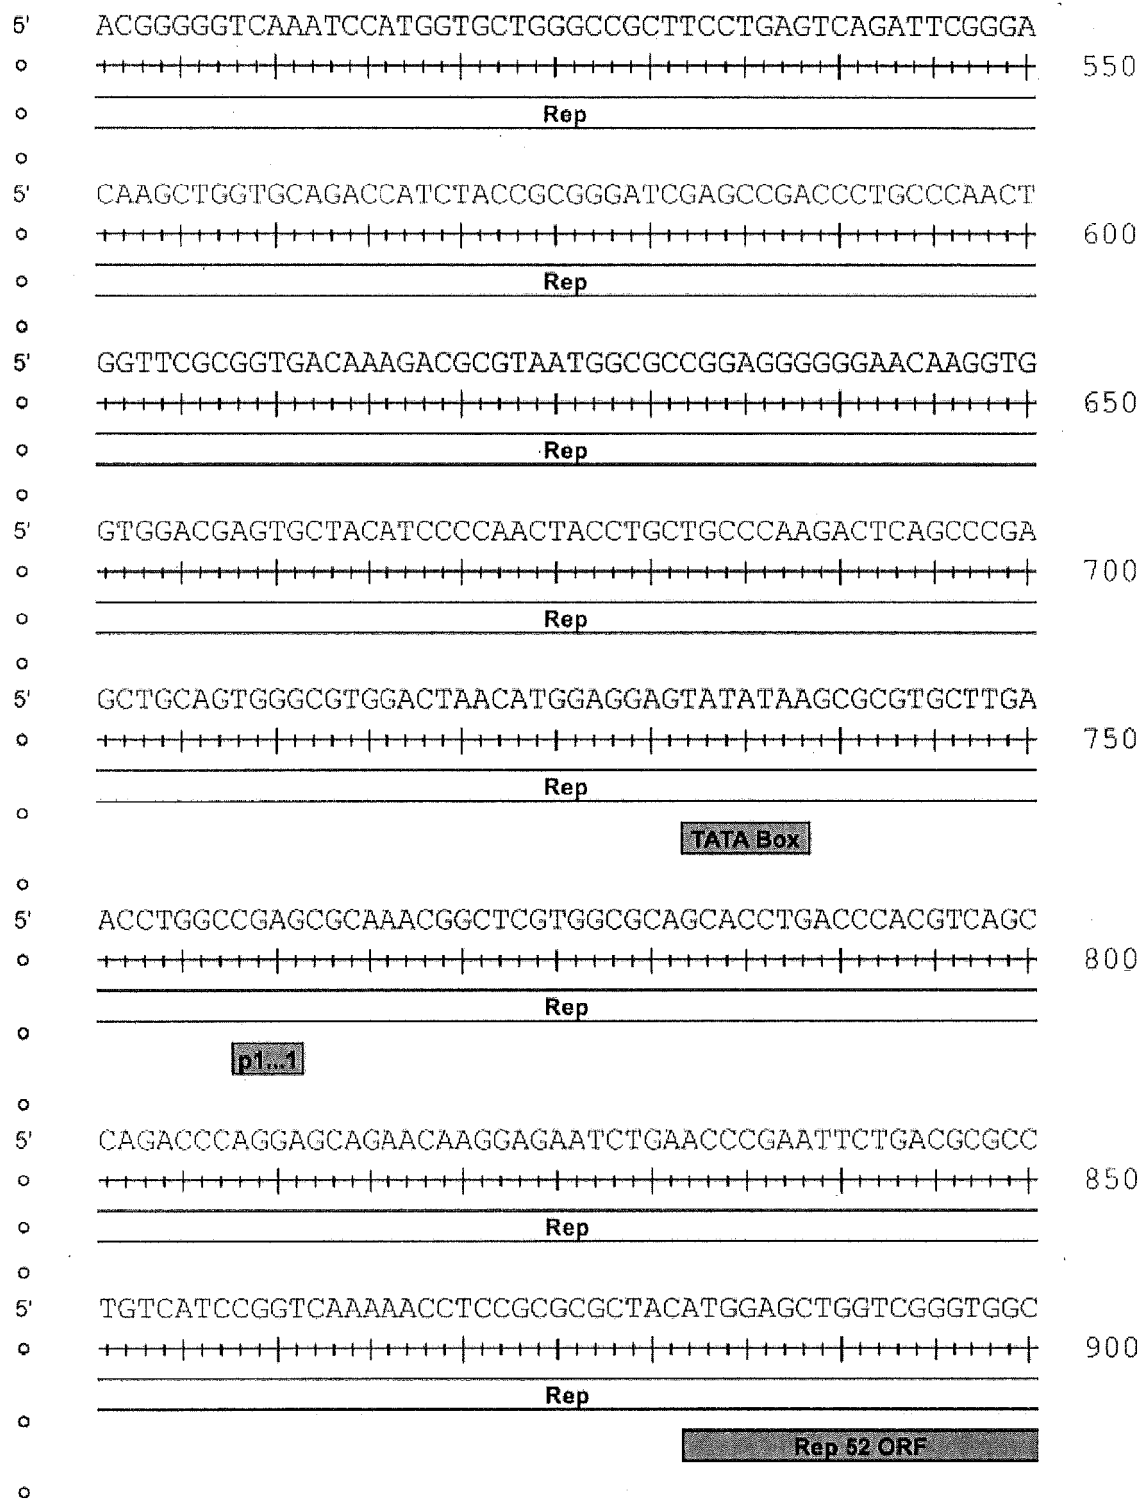 5' ACGGGGGTCAAATCCATGGTGCTGGGCCGCTTCCTGAGTCAGATTCGGGA
550
Rep
5' CAAGCTGGTGCAGACCATCTACCGCGGGATCGAGCCGACCCTGCCCAACT
600
Rep
5' GGTTCGCGGTGACAAAGACGCGTAATGGCGCCGGAGGGGGGAACAAGGTG
650
Rep
5' GTGGACGAGTGCTACATCCCCAACTACCTGCTGCCCAAGACTCAGCCCGA
700
Rep
5' GCTGCAGTGGGCGTGGACTAACATGGAGGAGTATATAAGCGCGTGCTTGA
750
Rep
TATA Box
5' ACCTGGCCGAGCGCAAACGGCTCGTGGCGCAGCACCTGACCCACGTCAGC
800
Rep
p1...1
5' CAGACCCAGGAGCAGAACAAGGAGAATCTGAACCCGAATTCTGACGCGCC
850
Rep
5' TGTCATCCGGTCAAAAACCTCCGCGCGCTACATGGAGCTGGTCGGGTGGC
900
Rep
Rep 52 ORF